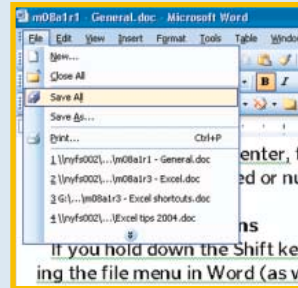 m08a1r1 - General.doc - Microsoft Word
File Edit View Insert Format Tools Table Window
New...
Close All
Save All
Save As...
Print... Ctrl+P
1 \\nyfs002\...\m08a1r1 - General.doc
2 \\nyfs002\...\m08a1r3 - Excel.doc
3 G:\...\m08a1r3 - Excel shortcuts.doc
4 \\nyfs002\...\Excel tips 2004.doc
B I
enter,
ed or nu
ns
If you hold down the Shift ke
ing the file menu in Word (as w